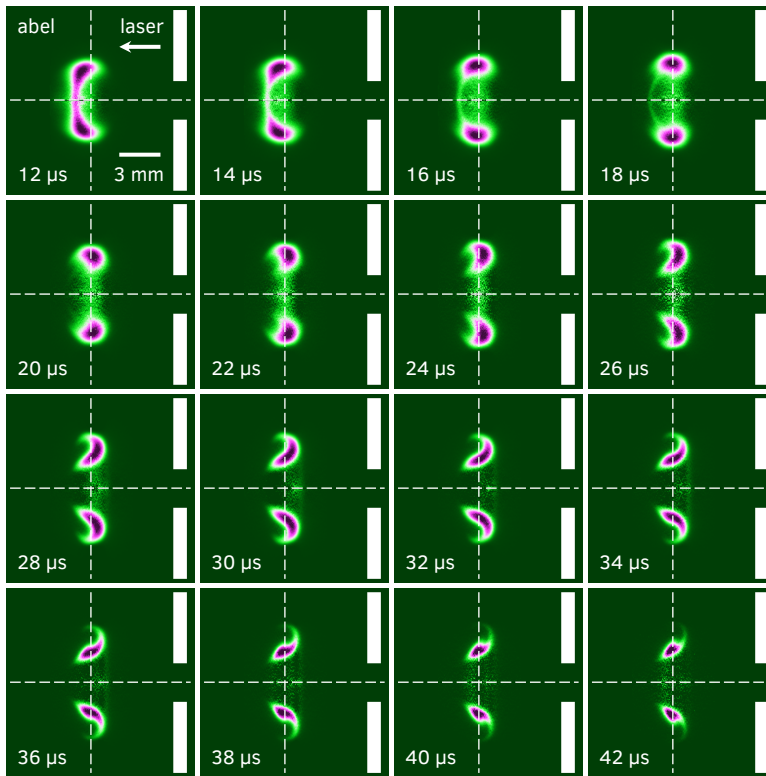 abel laser
12 µs 3 mm
14 µs
16 µs
18 µs
20 µs
22 µs
24 µs
26 µs
28 µs
30 µs
32 µs
34 µs
36 µs
38 µs
40 µs
42 µs